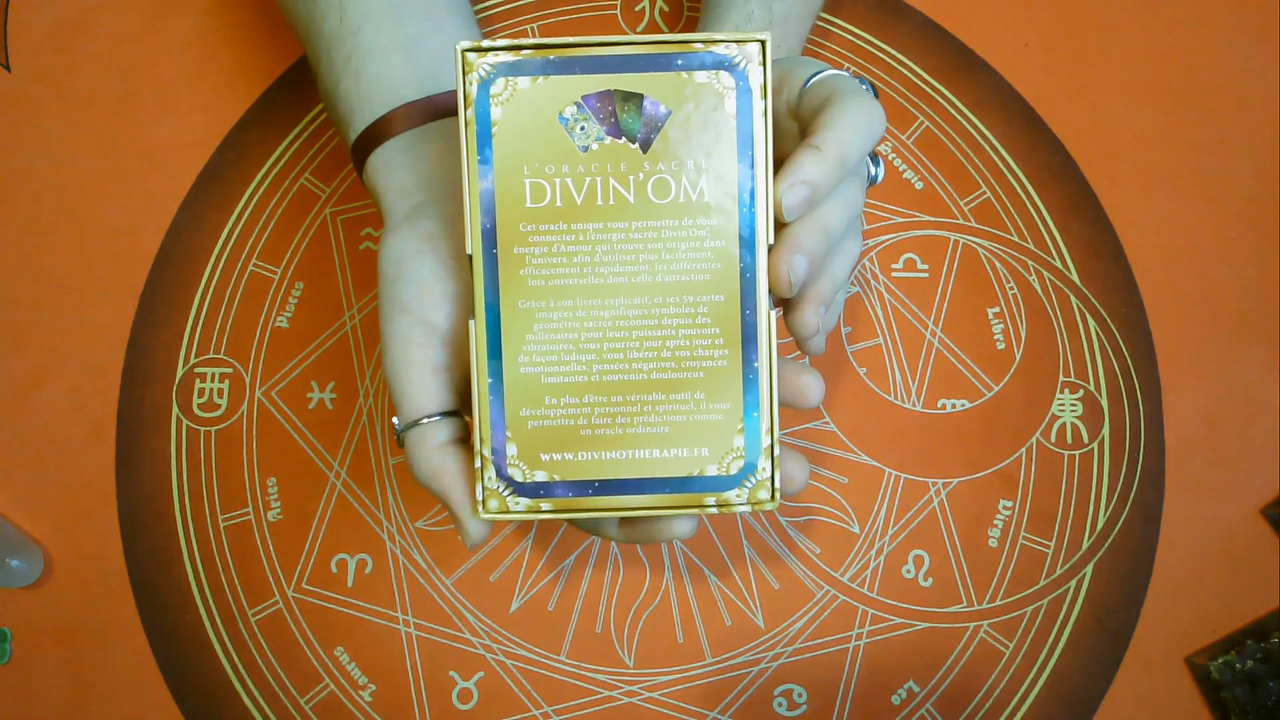 L'ORACLE SACRÉ
DIVIN'OM
Cet oracle unique vous permettra de vous
connecter à l'énergie sacrée Divin'Om,
énergie d'Amour qui trouve son origine dans
l'univers, afin d'utiliser plus facilement,
efficacement et rapidement, les différentes
lois universelles dont celle d'attraction.
Grâce à son livret explicatif, et ses 59 cartes
imagées de magnifiques symboles de
géométrie sacrée reconnus depuis des
millénaires pour leurs puissants pouvoirs
vibratoires, vous pourrez jour après jour et
de façon ludique, vous libérer de vos charges
émotionnelles, pensées négatives, croyances
limitantes et souvenirs douloureux
En plus d'être un véritable outil de
développement personnel et spirituel, il vous
permettra de faire des prédictions comme
un oracle ordinaire.
WWW.DIVINOTHERAPIE.FR
Scorpio
Libra
Virgo
Leo
Pisces
Aries
Taurus
酉
東